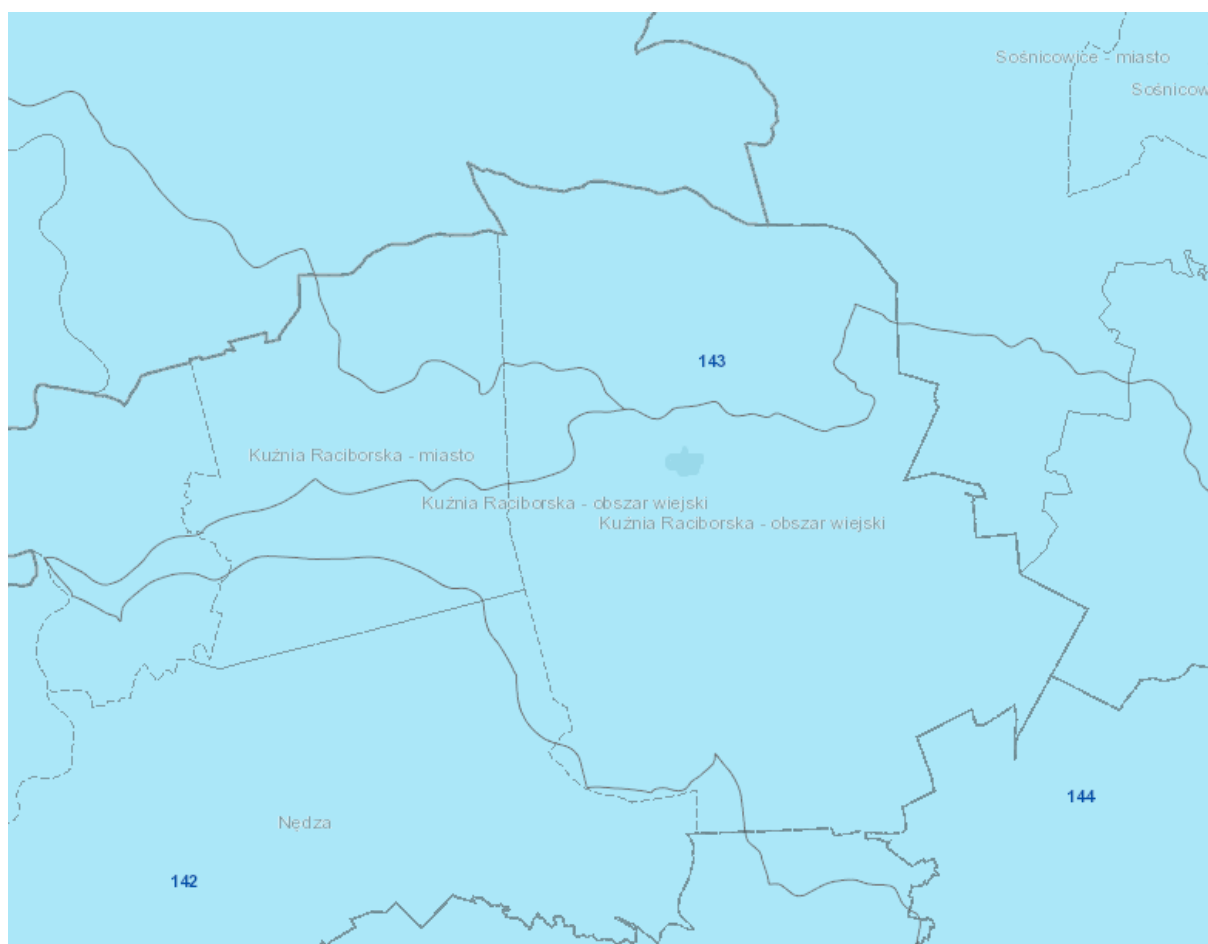 Sośnicowice - miasto
Sośnicow
143
Kuźnia Raciborska - miasto
Kuźnia Raciborska - obszar wiejski
Kuźnia Raciborska - obszar wiejski
144
Nędza
142